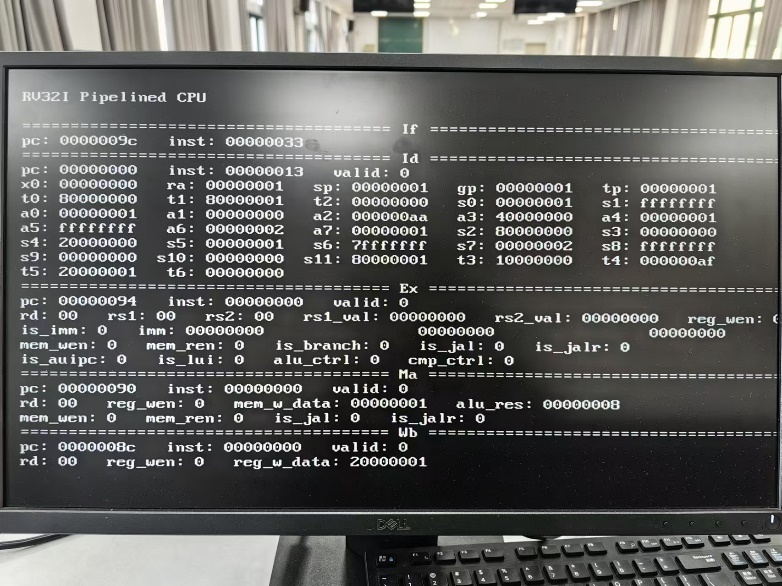 RV32I Pipelined CPU
======================================== If ======================================
pc: 0000009c inst: 00000033
======================================== Id ======================================
pc: 00000000 inst: 00000013 valid: 0
x0: 00000000 ra: 00000001 sp: 00000001 gp: 00000001 tp: 00000001
t0: 80000000 t1: 80000001 t2: 00000000 s0: 00000001 s1: ffffffff
a0: 00000001 a1: 00000000 a2: 000000aa a3: 40000000 a4: 00000001
a5: ffffffff a6: 00000002 a7: 00000001 s2: 80000000 s3: 00000000
s4: 20000000 s5: 00000001 s6: 7fffffff s7: 00000002 s8: ffffffff
s9: 00000000 s10: 00000000 s11: 80000001 t3: 10000000 t4: 000000af
t5: 20000001 t6: 00000000
======================================== Ex ======================================
pc: 00000094 inst: 00000000 valid: 0
rd: 00 rs1: 00 rs2: 00 rs1_val: 00000000 rs2_val: 00000000 reg_wen: 0
is_imm: 0 imm: 00000000 00000000 00000000
mem_wen: 0 mem_ren: 0 is_branch: 0 is_jal: 0 is_jalr: 0
is_auipc: 0 is_lui: 0 alu_ctrl: 0 cmp_ctrl: 0
======================================== Ma ======================================
pc: 00000090 inst: 00000000 valid: 0
rd: 00 reg_wen: 0 mem_w_data: 00000001 alu_res: 00000008
mem_wen: 0 mem_ren: 0 is_jal: 0 is_jalr: 0
======================================== Wb ======================================
pc: 0000008c inst: 00000000 valid: 0
rd: 00 reg_wen: 0 reg_w_data: 20000001
DELL